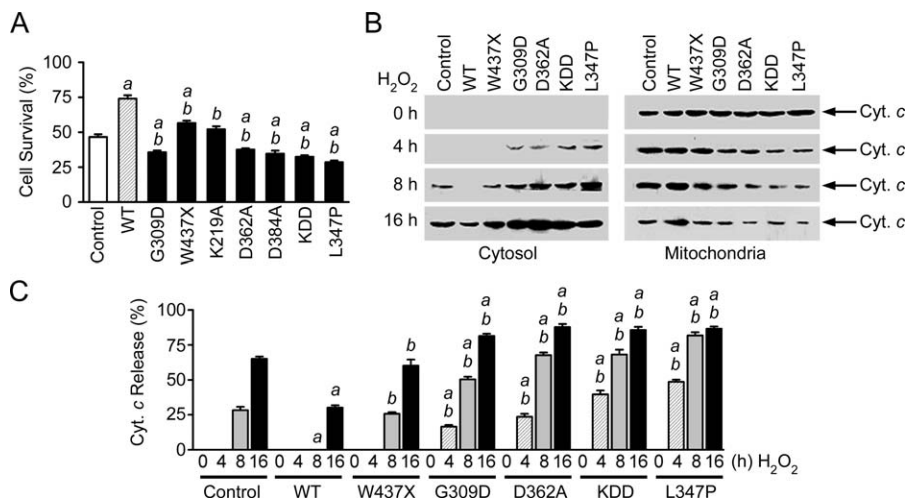 A
Cell Survival (%)
100
75
50
25
0
a
a
b
a
b
b
a
b
a
b
a
b
a
b
Control
WT
G309D
W437X
K219A
D362A
D384A
KDD
L347P
B
H2O2
Control
WT
W437X
G309D
D362A
KDD
L347P
Control
WT
W437X
G309D
D362A
KDD
L347P
0 h
Cyt. c
4 h
Cyt. c
8 h
Cyt. c
16 h
Cyt. c
Cytosol
Mitochondria
C
Cyt. c Release (%)
100
75
50
25
0
a
a
b
b
a
b
a
b
a
b
a
b
a
b
a
b
a
b
a
b
a
b
a
b
a
b
a
b
0 4 8 16 0 4 8 16 0 4 8 16 0 4 8 16 0 4 8 16 0 4 8 16 0 4 8 16 (h) H2O2
Control WT W437X G309D D362A KDD L347P